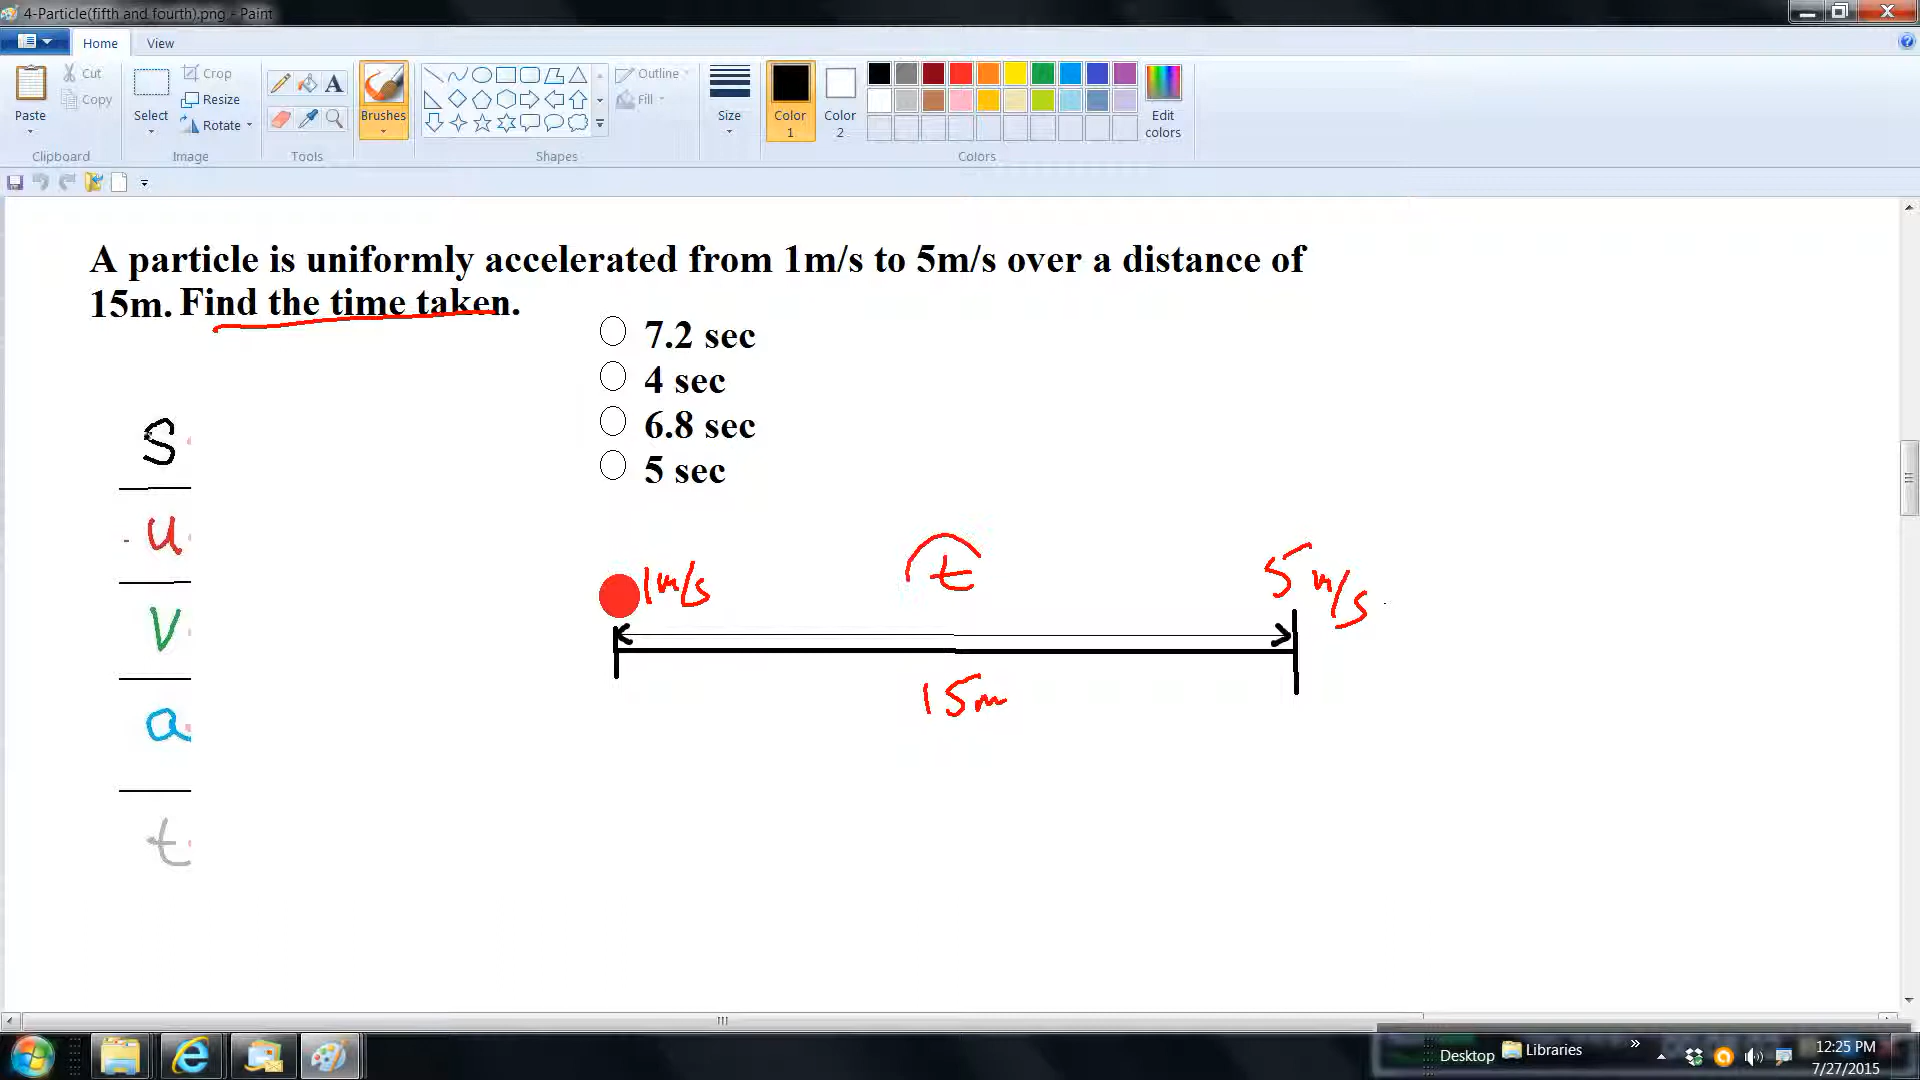 4-Particle(fifth and fourth).png - Paint
Home View
Paste
Cut
Copy
Clipboard
Select
Crop
Resize
Rotate
Image
Tools
Brushes
Outline
Fill
Shapes
Size
Color 1
Color 2
Edit colors
Colors
A particle is uniformly accelerated from 1m/s to 5m/s over a distance of
15m. Find the time taken.
7.2 sec
4 sec
6.8 sec
5 sec
S
u
v
a
t
1m/s
t
5m/s
15m
Desktop Libraries »
12:25 PM
7/27/2015